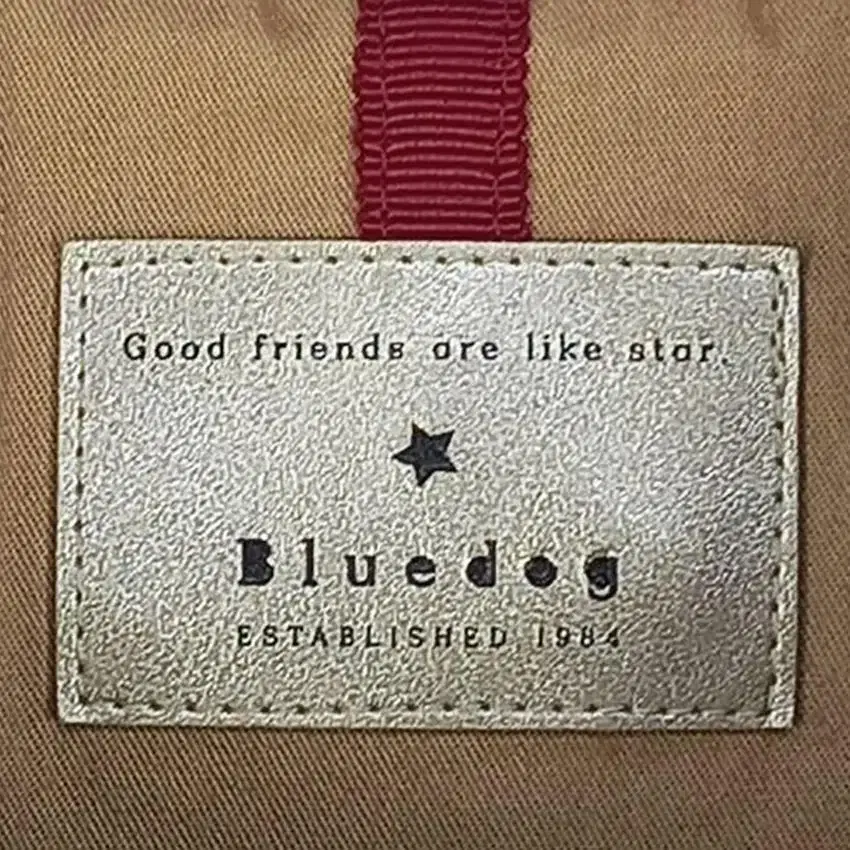 Good friends are like star.
Bluedog
ESTABLISHED 1984